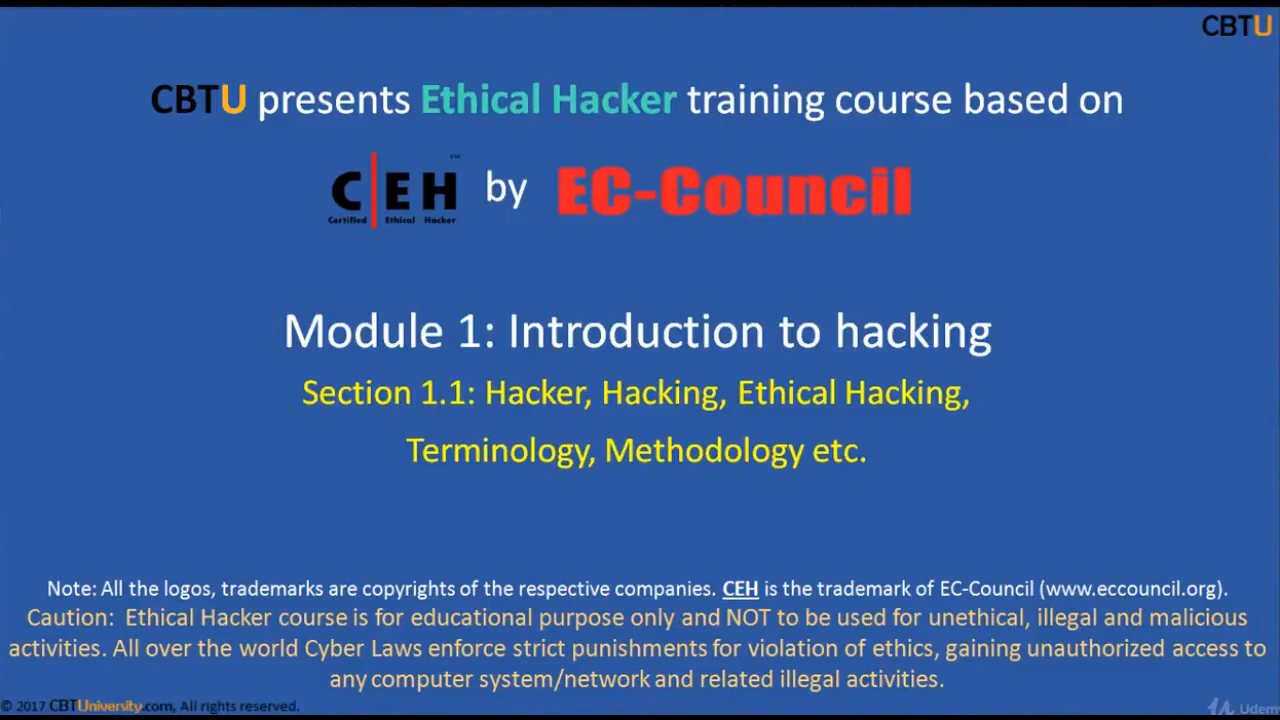 CBTU
CBTU presents Ethical Hacker training course based on
C|EH™ by EC-Council
Certified Ethical Hacker
Module 1: Introduction to hacking
Section 1.1: Hacker, Hacking, Ethical Hacking,
Terminology, Methodology etc.
Note: All the logos, trademarks are copyrights of the respective companies. CEH is the trademark of EC-Council (www.eccouncil.org).
Caution: Ethical Hacker course is for educational purpose only and NOT to be used for unethical, illegal and malicious
activities. All over the world Cyber Laws enforce strict punishments for violation of ethics, gaining unauthorized access to
any computer system/network and related illegal activities.
© 2017 CBTUniversity.com, All rights reserved.